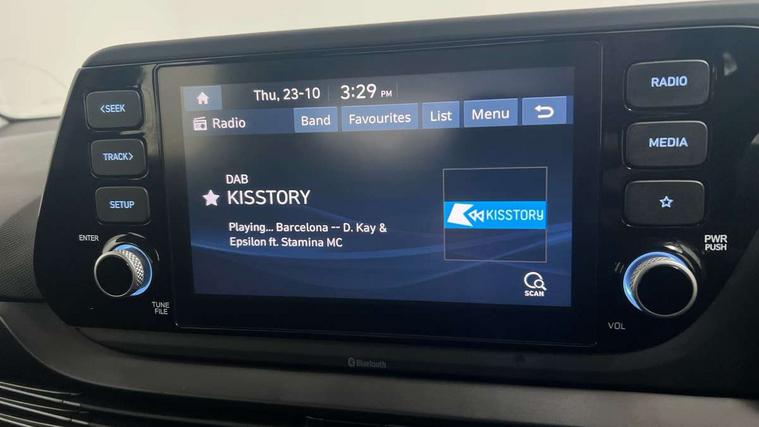 Thu, 23-10 3:29 PM
Radio Band Favourites List Menu
DAB
KISSTORY
Playing... Barcelona -- D. Kay &
Epsilon ft. Stamina MC
KISSTORY
SCAN
<SEEK
TRACK>
SETUP
ENTER
TUNE
FILE
RADIO
MEDIA
PWR
PUSH
VOL
Bluetooth